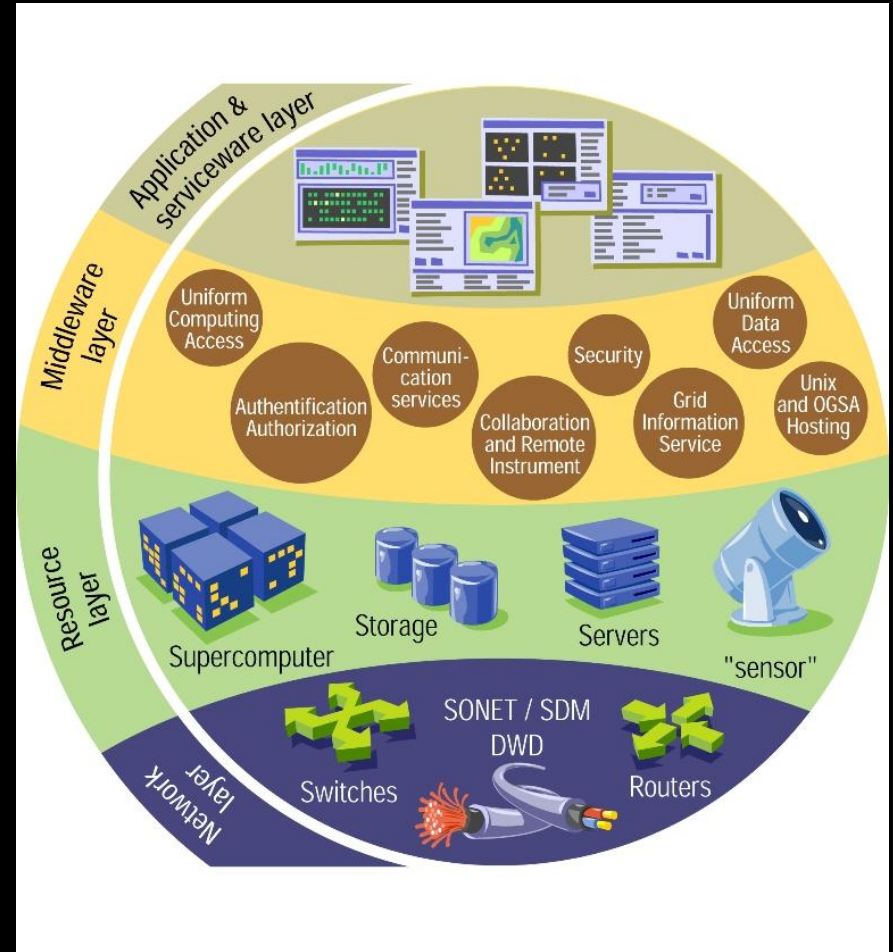 Application &
serviceware layer
Middleware
layer
Uniform
Computing
Access
Authentification
Authorization
Communi-
cation
services
Collaboration
and Remote
Instrument
Security
Grid
Information
Service
Uniform
Data
Access
Unix
and OGSA
Hosting
Resource
layer
Supercomputer
Storage
Servers
"sensor"
Network
layer
Switches
SONET / SDM
DWD
Routers